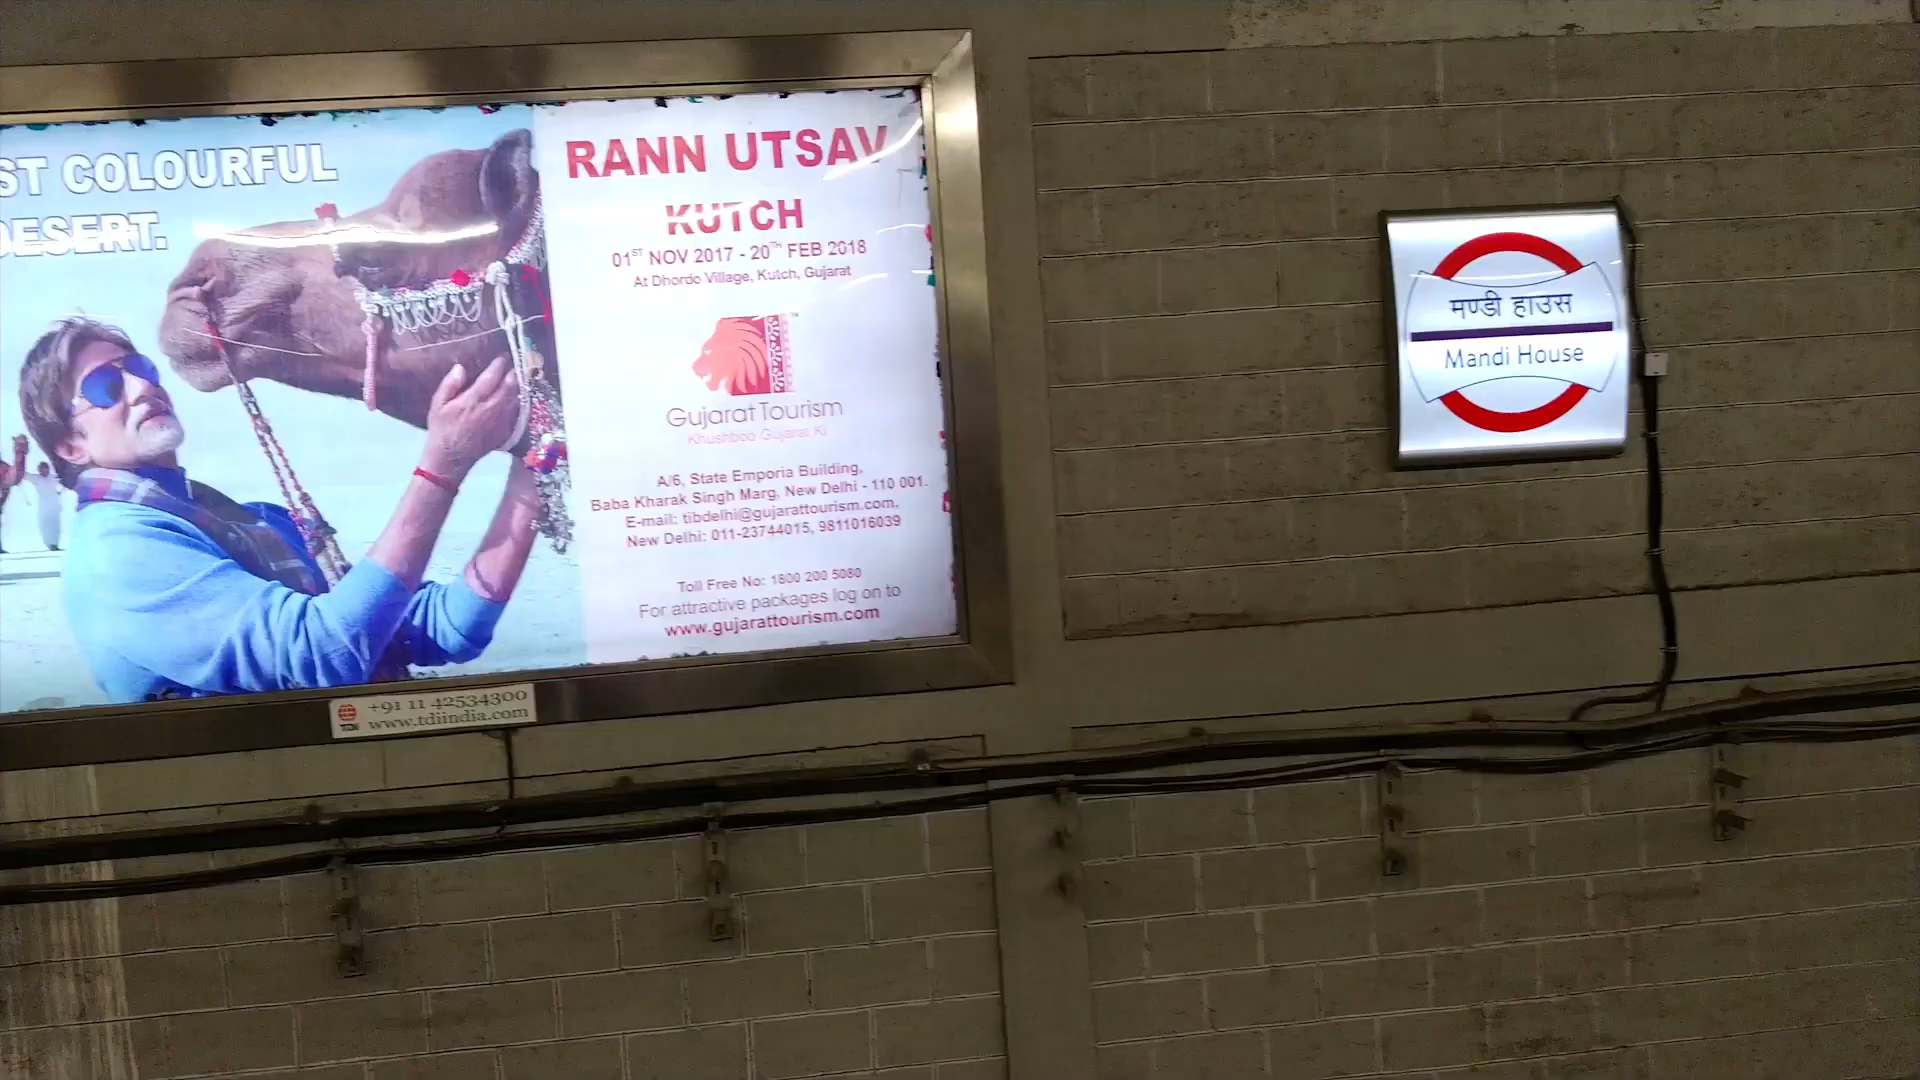 ST COLOURFUL
DESERT.
RANN UTSAV
KUTCH
01ST NOV 2017 - 20TH FEB 2018
At Dhordo Village, Kutch, Gujarat
Gujarat Tourism
Khushboo Gujarat Ki
A/6, State Emporia Building,
Baba Kharak Singh Marg, New Delhi - 110 001.
E-mail: tibdelhi@gujarattourism.com,
New Delhi: 011-23744015, 9811016039
Toll Free No: 1800 200 5080
For attractive packages log on to
www.gujarattourism.com
TDI
+91 11 42534300
www.tdiindia.com
मण्डी हाउस
Mandi House